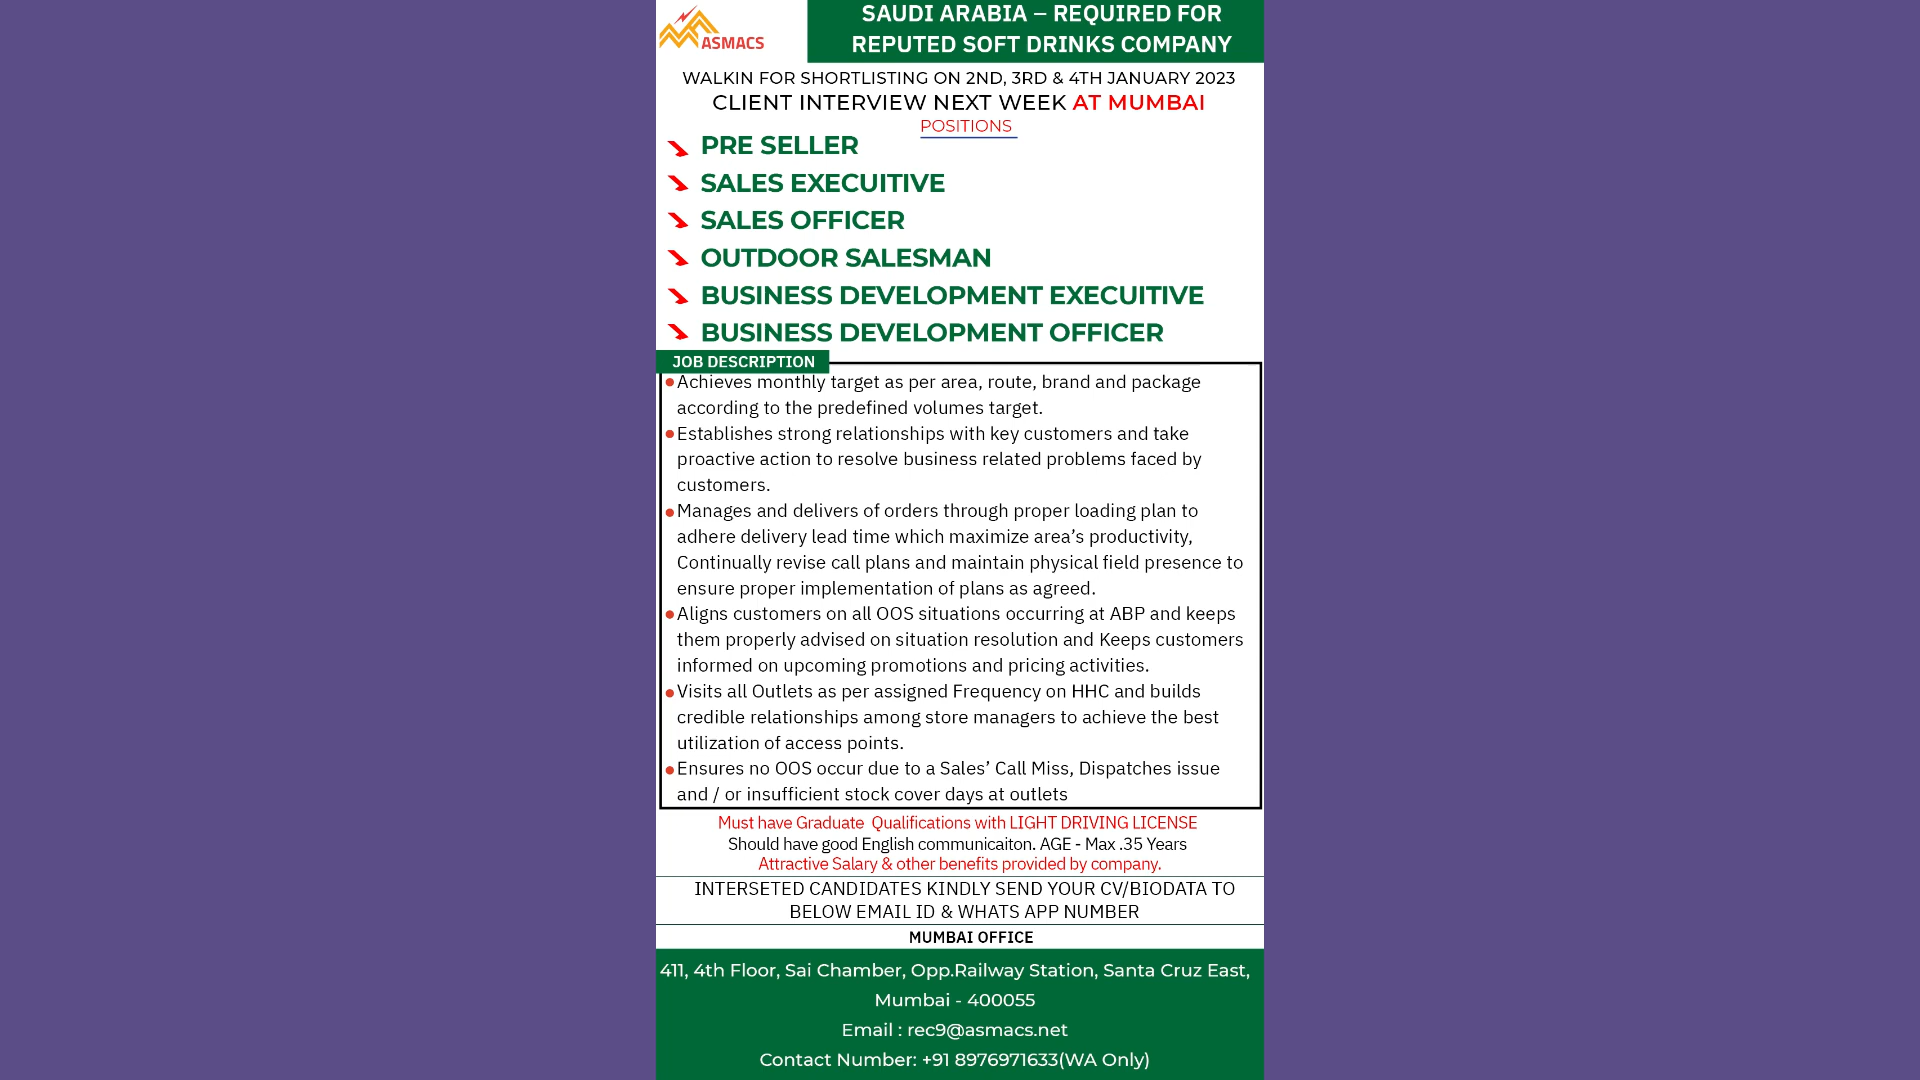 ASMACS
SAUDI ARABIA – REQUIRED FOR
REPUTED SOFT DRINKS COMPANY
WALKIN FOR SHORTLISTING ON 2ND, 3RD & 4TH JANUARY 2023
CLIENT INTERVIEW NEXT WEEK AT MUMBAI
POSITIONS
PRE SELLER
SALES EXECUITIVE
SALES OFFICER
OUTDOOR SALESMAN
BUSINESS DEVELOPMENT EXECUITIVE
BUSINESS DEVELOPMENT OFFICER
JOB DESCRIPTION
Achieves monthly target as per area, route, brand and package
according to the predefined volumes target.
Establishes strong relationships with key customers and take
proactive action to resolve business related problems faced by
customers.
Manages and delivers of orders through proper loading plan to
adhere delivery lead time which maximize area’s productivity,
Continually revise call plans and maintain physical field presence to
ensure proper implementation of plans as agreed.
Aligns customers on all OOS situations occurring at ABP and keeps
them properly advised on situation resolution and Keeps customers
informed on upcoming promotions and pricing activities.
Visits all Outlets as per assigned Frequency on HHC and builds
credible relationships among store managers to achieve the best
utilization of access points.
Ensures no OOS occur due to a Sales’ Call Miss, Dispatches issue
and / or insufficient stock cover days at outlets
Must have Graduate Qualifications with LIGHT DRIVING LICENSE
Should have good English communicaiton. AGE - Max .35 Years
Attractive Salary & other benefits provided by company.
INTERSETED CANDIDATES KINDLY SEND YOUR CV/BIODATA TO
BELOW EMAIL ID & WHATS APP NUMBER
MUMBAI OFFICE
411, 4th Floor, Sai Chamber, Opp.Railway Station, Santa Cruz East,
Mumbai - 400055
Email : rec9@asmacs.net
Contact Number: +91 8976971633(WA Only)